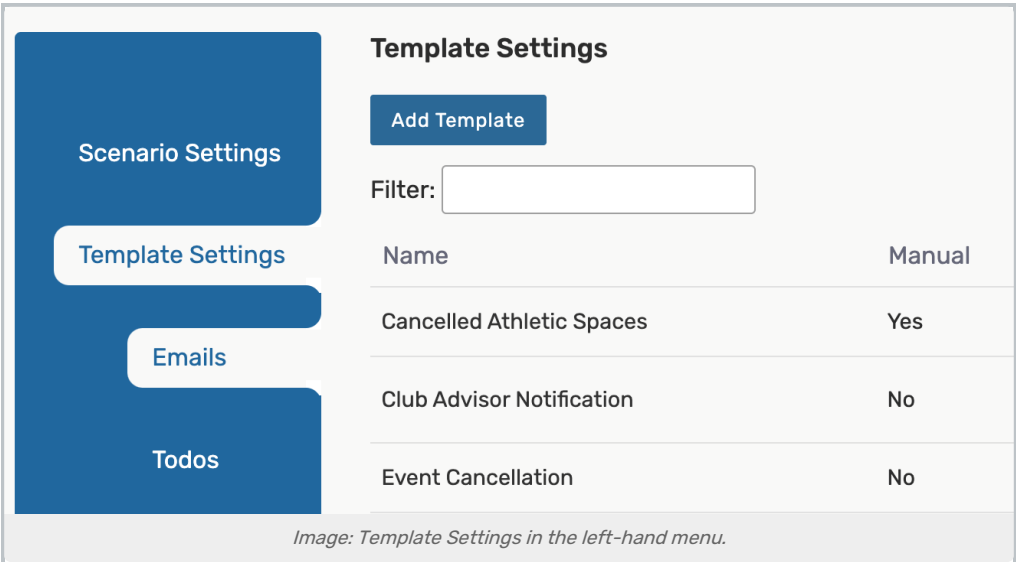 Scenario Settings
Template Settings
Emails
Todos
Template Settings
Add Template
Filter:
Name Manual
Cancelled Athletic Spaces Yes
Club Advisor Notification No
Event Cancellation No
Image: Template Settings in the left-hand menu.